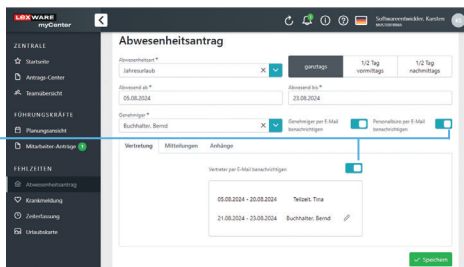 LEXWARE
myCenter
Softwareentwickler, Karsten
ZENTRALE
Startseite
Antrags-Center
Teamübersicht
FÜHRUNGSKRÄFTE
Planungsansicht
Mitarbeiter-Anträge 1
FEHLZEITEN
Abwesenheitsantrag
Krankmeldung
Zeiterfassung
Urlaubskarte
Abwesenheitsantrag
Abwesenheitsart *
Jahresurlaub
ganztags
1/2 Tag vormittags
1/2 Tag nachmittags
Abwesend ab *
05.08.2024
Abwesend bis *
23.08.2024
Genehmiger *
Buchhalter, Bernd
Genehmiger per E-Mail benachrichtigen
Personalbüro per E-Mail benachrichtigen
Vertretung Mitteilungen Anhänge
Vertreter per E-Mail benachrichtigen
05.08.2024 - 20.08.2024 Teilzeit, Tina
21.08.2024 - 23.08.2024 Buchhalter, Bernd
Speichern